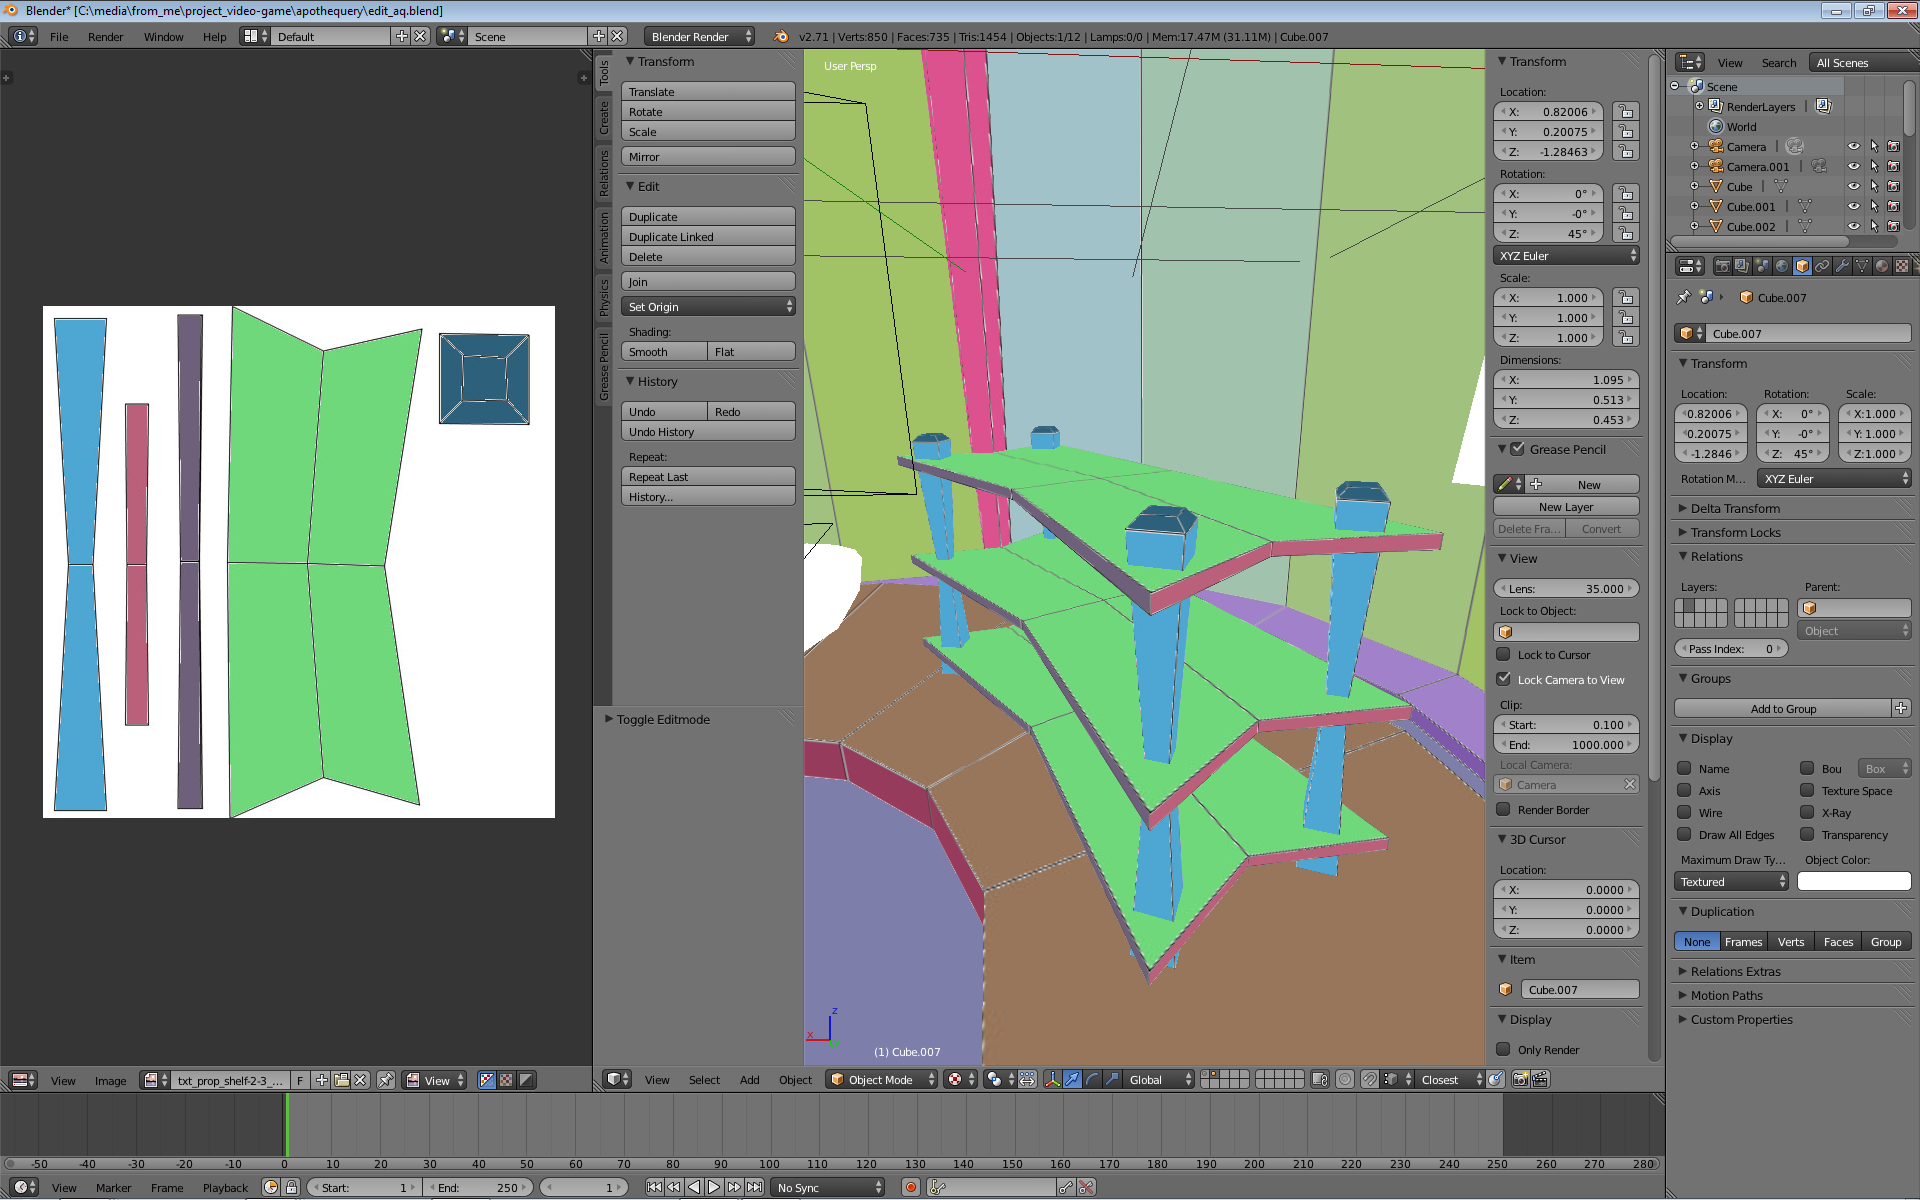 Blender* [C:\media\from_me\project_video-game\apothequery\edit_aq.blend]
File Render Window Help Default Scene Blender Render v2.71 | Verts:850 | Faces:735 | Tris:1454 | Objects:1/12 | Lamps:0/0 | Mem:17.47M (31.11M) | Cube.007
Tools
Create
Relations
Animation
Physics
Grease Pencil
Transform
Translate
Rotate
Scale
Mirror
Edit
Duplicate
Duplicate Linked
Delete
Join
Set Origin
Shading:
Smooth Flat
History
Undo Redo
Undo History
Repeat:
Repeat Last
History...
Toggle Editmode
User Persp
z
x
(1) Cube.007
Transform
Location:
X: 0.82006
Y: 0.20075
Z: -1.28463
Rotation:
X: 0°
Y: -0°
Z: 45°
XYZ Euler
Scale:
X: 1.000
Y: 1.000
Z: 1.000
Dimensions:
X: 1.095
Y: 0.513
Z: 0.453
Grease Pencil
New
New Layer
Delete Fra... Convert
View
Lens: 35.000
Lock to Object:
Lock to Cursor
Lock Camera to View
Clip:
Start: 0.100
End: 1000.000
Local Camera:
Camera
Render Border
3D Cursor
Location:
X: 0.0000
Y: 0.0000
Z: 0.0000
Item
Cube.007
Display
Only Render
View Search All Scenes
Scene
RenderLayers
World
Camera
Camera.001
Cube
Cube.001
Cube.002
Cube.007
Cube.007
Transform
Location: Rotation: Scale:
0.82006 X: 0° X:1.000
0.20075 Y: -0° Y: 1.000
-1.2846 Z: 45° Z:1.000
Rotation M... XYZ Euler
Delta Transform
Transform Locks
Relations
Layers: Parent:
Object
Pass Index: 0
Groups
Add to Group
Display
Name Bou Box
Axis Texture Space
Wire X-Ray
Draw All Edges Transparency
Maximum Draw Ty... Object Color:
Textured
Duplication
None Frames Verts Faces Group
Relations Extras
Motion Paths
Custom Properties
View Image txt_prop_shelf-2-3_... F View
View Select Add Object Object Mode Global Closest
-50 -40 -30 -20 -10 0 10 20 30 40 50 60 70 80 90 100 110 120 130 140 150 160 170 180 190 200 210 220 230 240 250 260 270 280
View Marker Frame Playback Start: 1 End: 250 1 No Sync